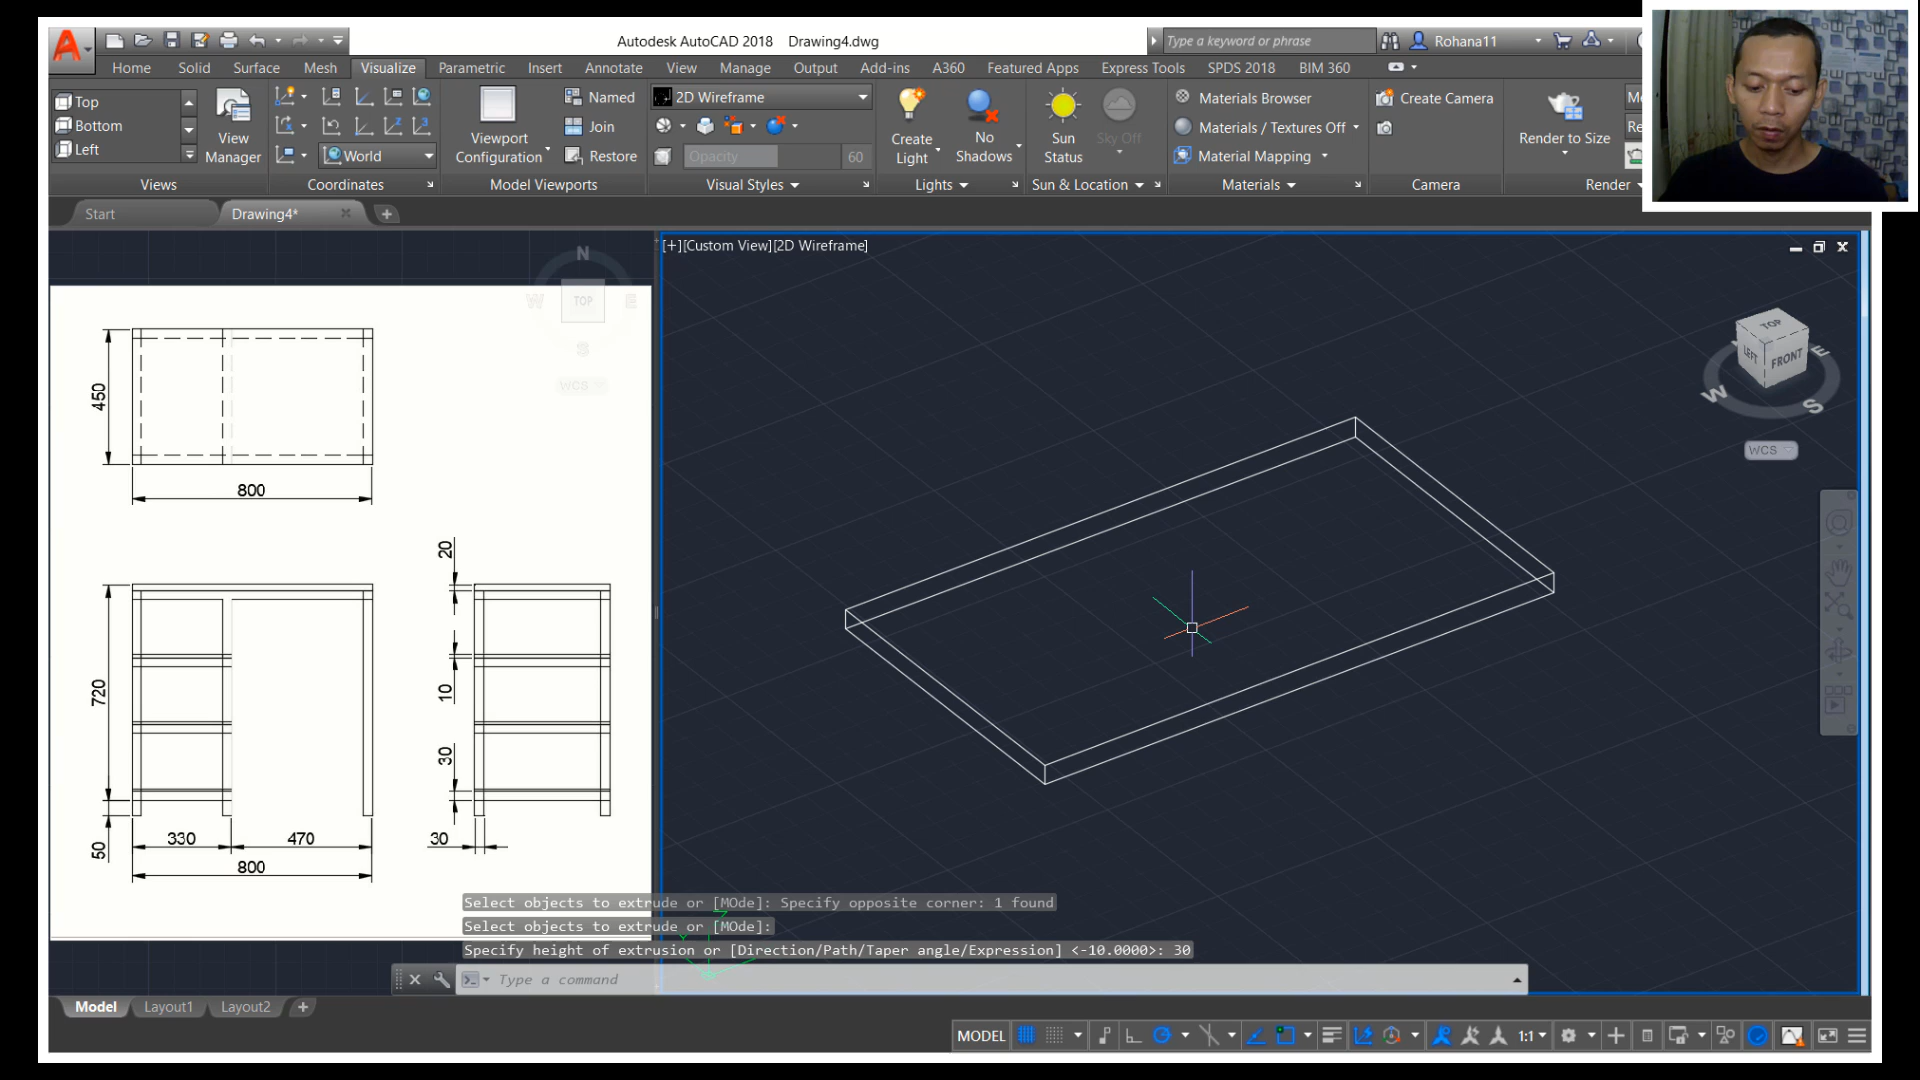 Autodesk AutoCAD 2018 Drawing4.dwg
Type a keyword or phrase
Rohana11
Home Solid Surface Mesh Visualize Parametric Insert Annotate View Manage Output Add-ins A360 Featured Apps Express Tools SPDS 2018 BIM 360
Top
Bottom
Left
View
Manager
Views
World
Coordinates
Viewport
Configuration
Named
Join
Restore
Model Viewports
2D Wireframe
Opacity 60
Visual Styles
Create
Light
No
Shadows
Lights
Sun
Status
Sky Off
Sun & Location
Materials Browser
Materials / Textures Off
Material Mapping
Materials
Create Camera
Camera
Render to Size
Render
Start
Drawing4*
[+][Custom View][2D Wireframe]
N
W TOP E
S
WCS
TOP
LEFT FRONT
E
W
S
WCS
450
800
20
720
10
30
50
330
470
800
30
Select objects to extrude or [MOde]: Specify opposite corner: 1 found
Select objects to extrude or [MOde]:
Specify height of extrusion or [Direction/Path/Taper angle/Expression] <-10.0000>: 30
Type a command
Model Layout1 Layout2
MODEL
1:1